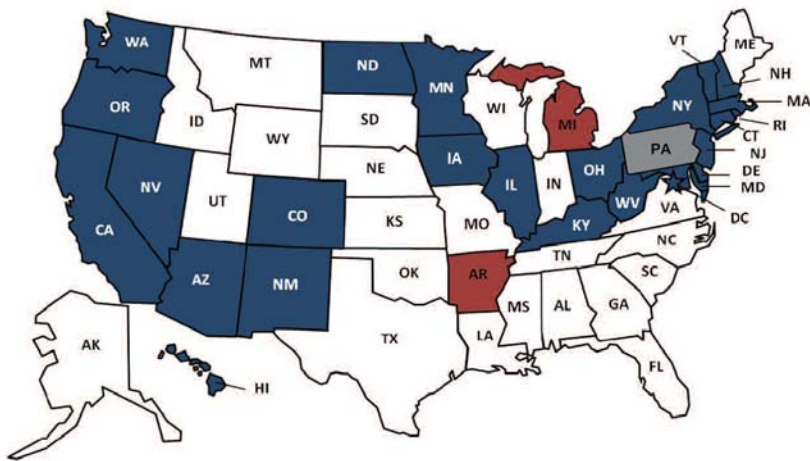 WA
MT
ND
MN
VT
ME
NH
OR
ID
SD
WI
MI
NY
MA
WY
RI
CT
NV
UT
NE
IA
IL
IN
OH
PA
NJ
DE
MD
CA
CO
KS
MO
KY
WV
VA
DC
AZ
NM
OK
AR
TN
NC
SC
AK
HI
TX
LA
MS
AL
GA
FL